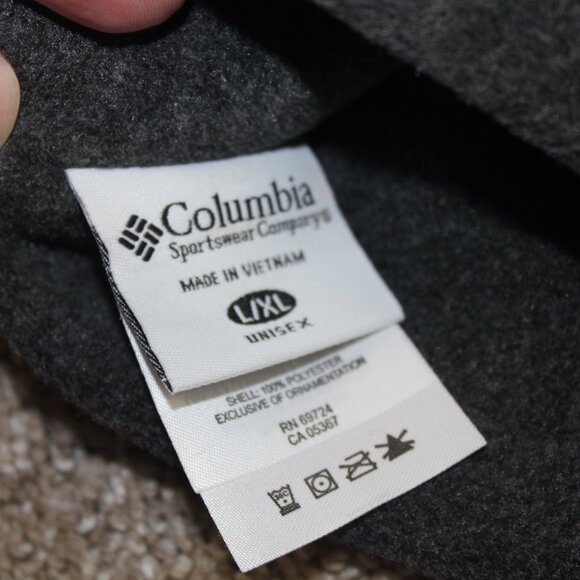 Columbia
Sportswear Company®
MADE IN VIETNAM
L/XL
UNISEX
SHELL: 100% POLYESTER
EXCLUSIVE OF ORNAMENTATION
RN 69724
CA 05367